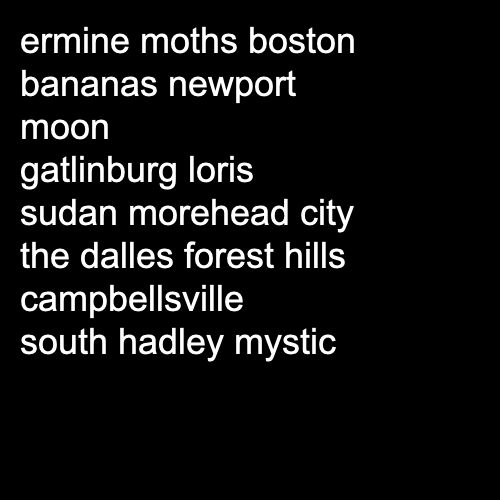 ermine moths boston
bananas newport
moon
gatlinburg loris
sudan morehead city
the dalles forest hills
campbellsville
south hadley mystic